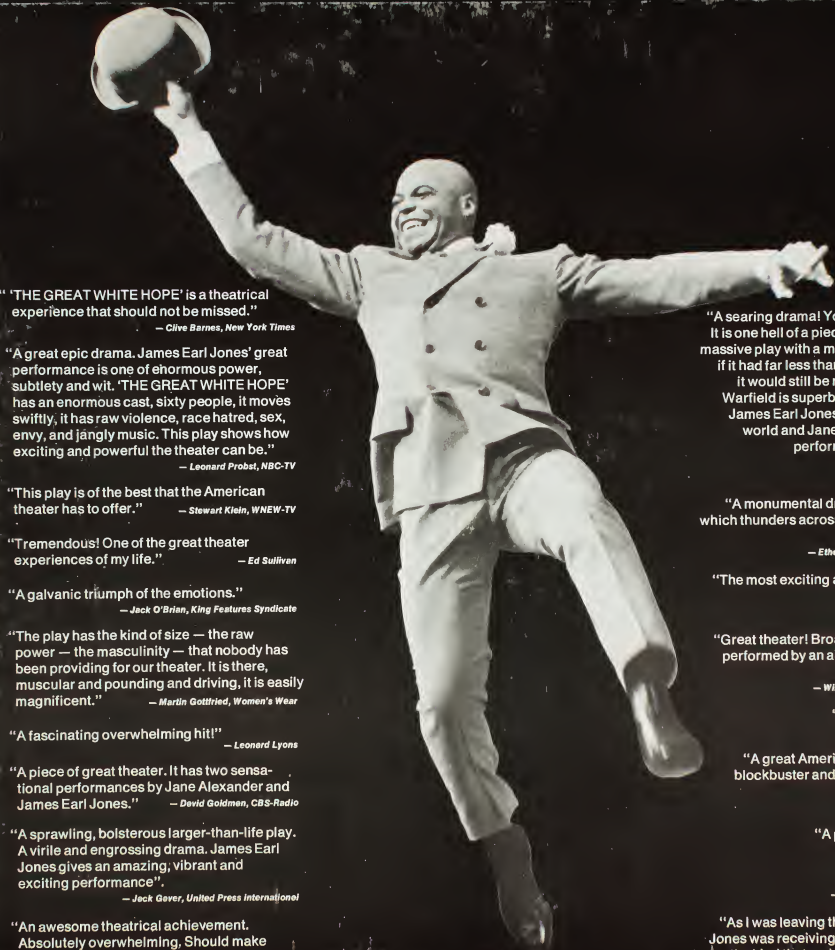 " 'THE GREAT WHITE HOPE' is a theatrical
experience that should not be missed."
— Clive Barnes, New York Times
"A great epic drama. James Earl Jones' great
performance is one of enormous power,
subtlety and wit. 'THE GREAT WHITE HOPE'
has an enormous cast, sixty people, it moves
swiftly, it has raw violence, race hatred, sex,
envy, and jangly music. This play shows how
exciting and powerful the theater can be."
— Leonard Probst, NBC-TV
"This play is of the best that the American
theater has to offer." — Stewart Klein, WNEW-TV
"Tremendous! One of the great theater
experiences of my life." — Ed Sullivan
"A galvanic triumph of the emotions."
— Jack O'Brian, King Features Syndicate
"The play has the kind of size — the raw
power — the masculinity — that nobody has
been providing for our theater. It is there,
muscular and pounding and driving, it is easily
magnificent." — Martin Gottfried, Women's Wear
"A fascinating overwhelming hit!"
— Leonard Lyons
"A piece of great theater. It has two sensa-
tional performances by Jane Alexander and
James Earl Jones." — David Goldman, CBS-Radio
"A sprawling, boisterous larger-than-life play.
A virile and engrossing drama. James Earl
Jones gives an amazing, vibrant and
exciting performance".
— Jack Gaver, United Press International
"An awesome theatrical achievement.
Absolutely overwhelming, Should make
"A searing drama!
It is one hell of a
massive play with a
if it had far less
it would still be
Warfield is superb
James Earl Jones
world and
"A monumental
which thunders
"The most exciting
"Great theater!
performed by an
"A great
blockbuster and
"A
"As I was leaving
Jones was receiving